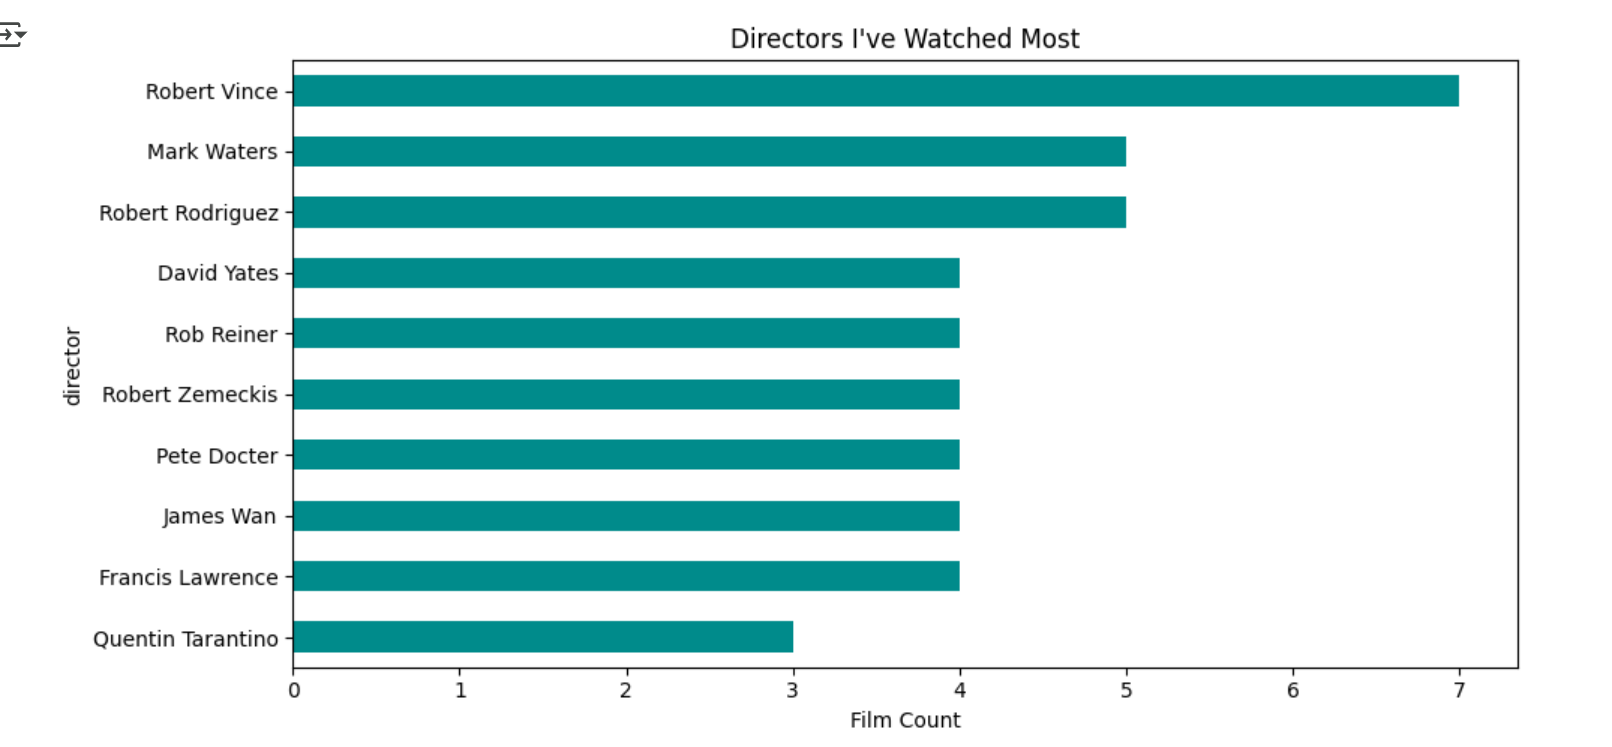 Directors I've Watched Most
Robert Vince
Mark Waters
Robert Rodriguez
David Yates
Rob Reiner
Robert Zemeckis
Pete Docter
James Wan
Francis Lawrence
Quentin Tarantino
director
0 1 2 3 4 5 6 7
Film Count